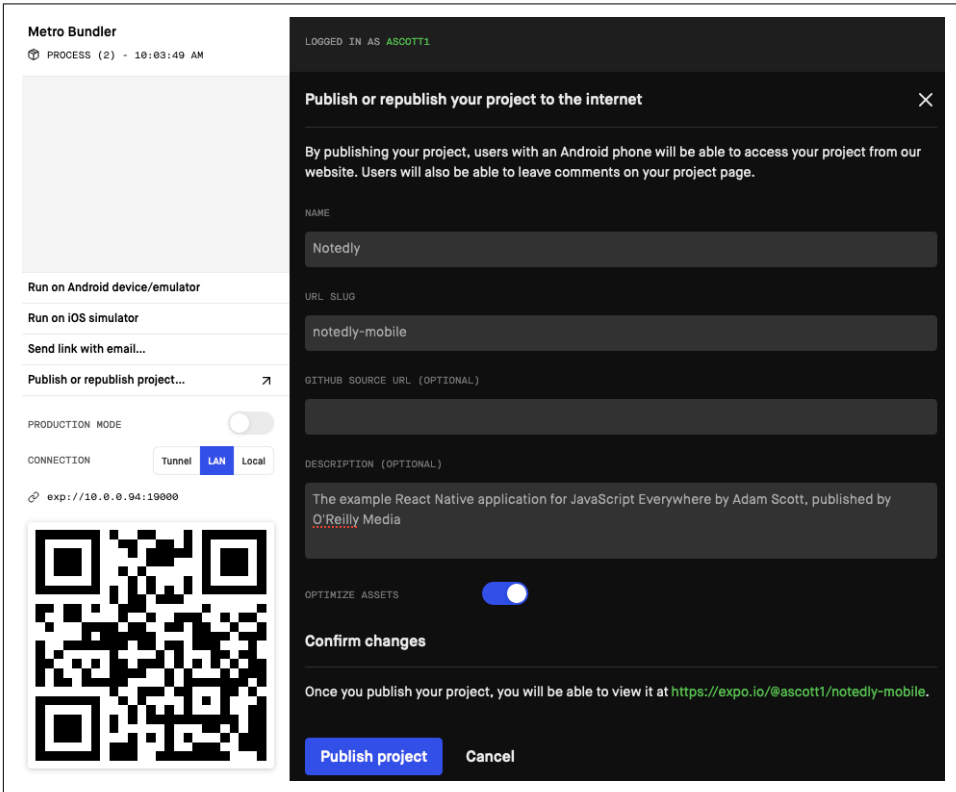 Metro Bundler
PROCESS (2) - 10:03:49 AM
Run on Android device/emulator
Run on iOS simulator
Send link with email...
Publish or republish project...
PRODUCTION MODE
CONNECTION
Tunnel LAN Local
exp://10.0.0.94:19000
LOGGED IN AS ASCOTT1
Publish or republish your project to the internet
By publishing your project, users with an Android phone will be able to access your project from our
website. Users will also be able to leave comments on your project page.
NAME
Notedly
URL SLUG
notedly-mobile
GITHUB SOURCE URL (OPTIONAL)
DESCRIPTION (OPTIONAL)
The example React Native application for JavaScript Everywhere by Adam Scott, published by
O'Reilly Media
OPTIMIZE ASSETS
Confirm changes
Once you publish your project, you will be able to view it at https://expo.io/@ascott1/notedly-mobile.
Publish project Cancel